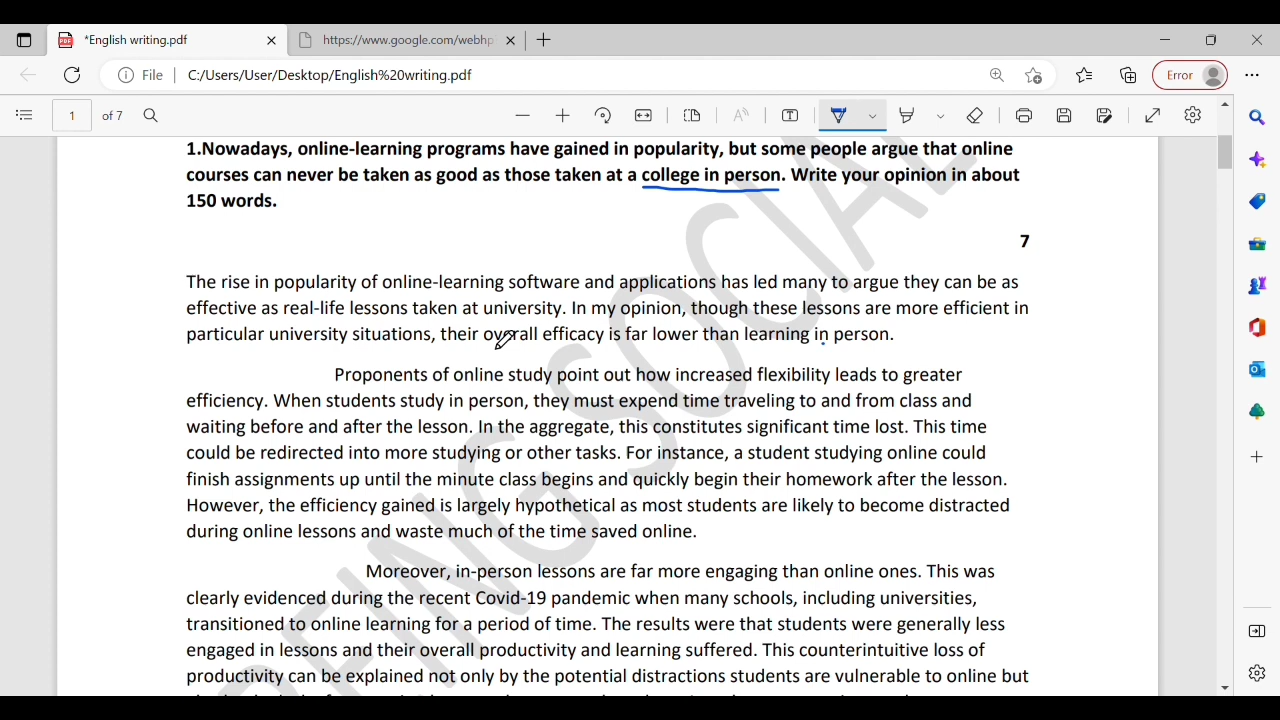 *English writing.pdf
https://www.google.com/webhp
File
C:/Users/User/Desktop/English%20writing.pdf
Error
1
of 7
1.Nowadays, online-learning programs have gained in popularity, but some people argue that online
courses can never be taken as good as those taken at a college in person. Write your opinion in about
150 words.
7
The rise in popularity of online-learning software and applications has led many to argue they can be as
effective as real-life lessons taken at university. In my opinion, though these lessons are more efficient in
particular university situations, their overall efficacy is far lower than learning in person.
Proponents of online study point out how increased flexibility leads to greater
efficiency. When students study in person, they must expend time traveling to and from class and
waiting before and after the lesson. In the aggregate, this constitutes significant time lost. This time
could be redirected into more studying or other tasks. For instance, a student studying online could
finish assignments up until the minute class begins and quickly begin their homework after the lesson.
However, the efficiency gained is largely hypothetical as most students are likely to become distracted
during online lessons and waste much of the time saved online.
Moreover, in-person lessons are far more engaging than online ones. This was
clearly evidenced during the recent Covid-19 pandemic when many schools, including universities,
transitioned to online learning for a period of time. The results were that students were generally less
engaged in lessons and their overall productivity and learning suffered. This counterintuitive loss of
productivity can be explained not only by the potential distractions students are vulnerable to online but
SOCIAL